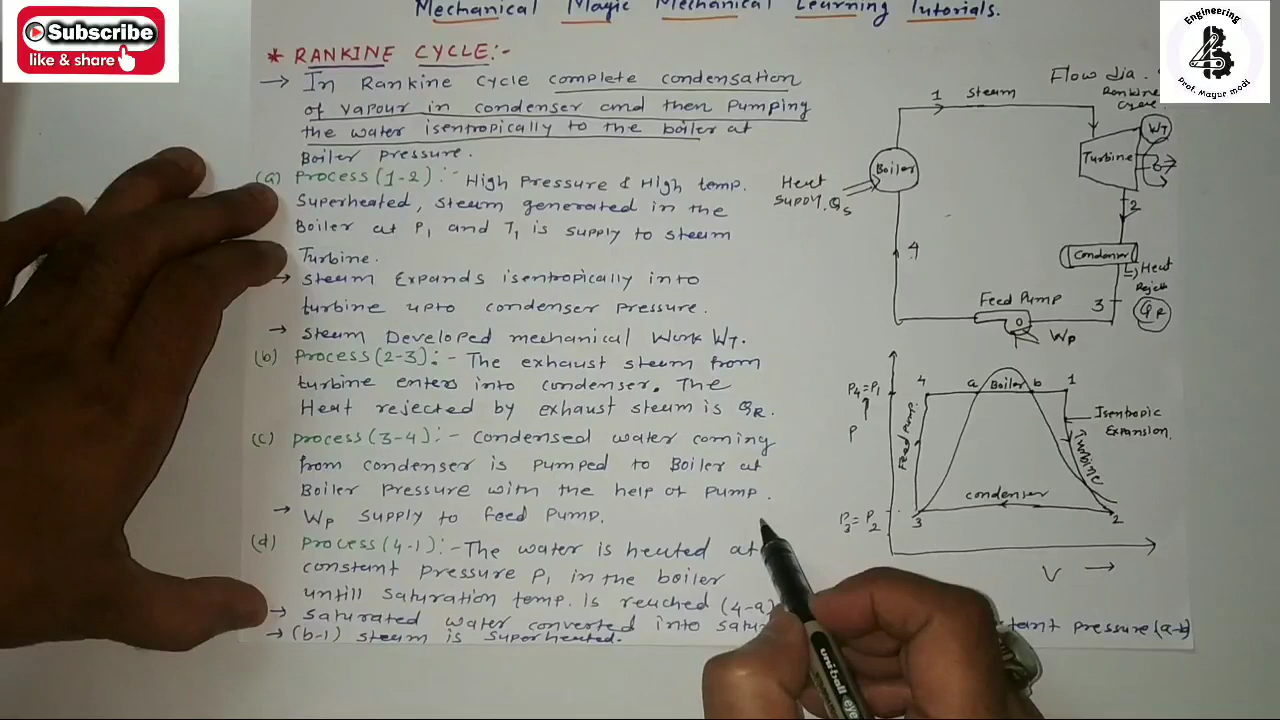 Mechanical Magic Mechanical Learning Tutorials.
Subscribe
like & share
Engineering
Prof. Mayur modi
* RANKINE CYCLE:-
→ In Rankine cycle complete condensation
of vapour in condenser and then pumping
the water isentropically to the boiler at
Boiler pressure.
(a) Process (1-2):- High Pressure & High temp.
Superheated, steam generated in the
Boiler at P1 and T1 is supply to steam
Turbine.
→ Steam Expands isentropically into
turbine upto condenser pressure.
→ Steam Developed mechanical Work WT.
(b) Process (2-3):- The exhaust steam from
turbine enters into condenser. The
Heat rejected by exhaust steam is QR.
(c) process (3-4):- Condensed water coming
from condenser is pumped to Boiler at
Boiler Pressure with the help of pump.
→ Wp supply to feed pump.
(d) Process (4-1):- The water is heated at
constant pressure P1 in the boiler
untill saturation temp. is reached (4-a)
→ Saturated water converted into
tant pressure (a-b)
→ (b-1) steam is superheated.
Flow dia.
Rankine
cycle.
1 steam
WT
Turbine
G
Boiler
Heat
Supply. Qs
2
Condenser
Heat
Reject
QR
4
Feed Pump
3
Wp
P4 = P1
4 a Boiler b 1
P
Feed Pump.
Isentropic
Expansion.
Turbine
condenser
P3 = P2
3
2
V →